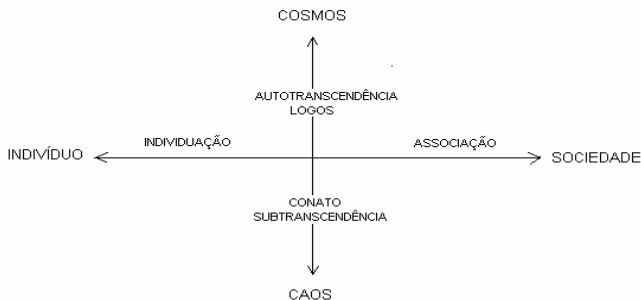 COSMOS
AUTOTRANSCENDÊNCIA
LOGOS
INDIVIDUAÇÃO
ASSOCIAÇÃO
INDIVÍDUO
SOCIEDADE
CONATO
SUBTRANSCENDÊNCIA
CAOS